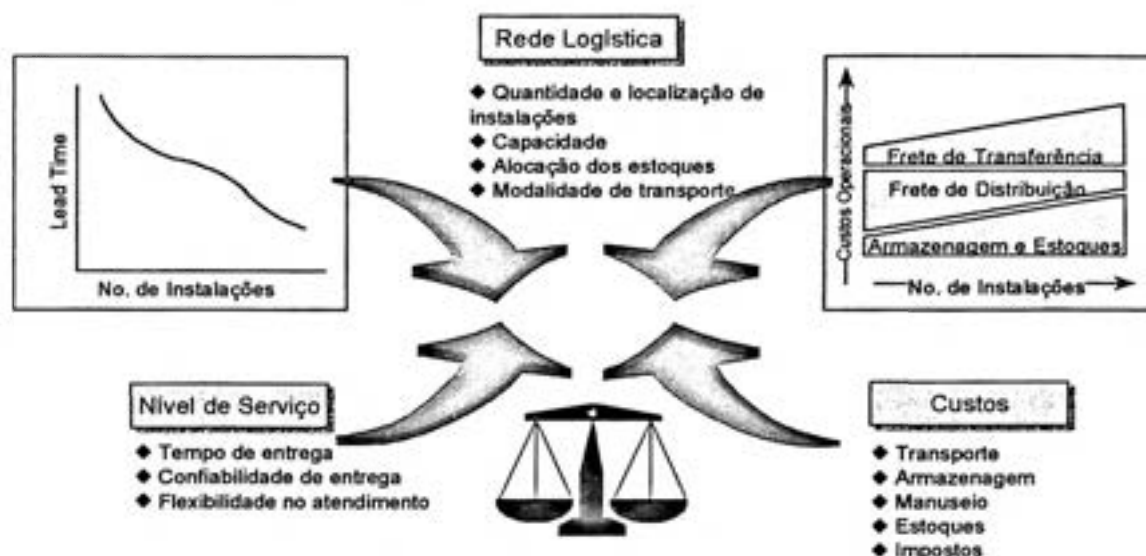 Rede Logística
◆ Quantidade e localização de
instalações
◆ Capacidade
◆ Alocação dos estoques
◆ Modalidade de transporte
Lead Time
No. de Instalações
Custos Operacionais
Frete de Transferência
Frete de Distribuição
Armazenagem e Estoques
No. de Instalações
Nível de Serviço
◆ Tempo de entrega
◆ Confiabilidade de entrega
◆ Flexibilidade no atendimento
Custos
◆ Transporte
◆ Armazenagem
◆ Manuseio
◆ Estoques
◆ Impostos